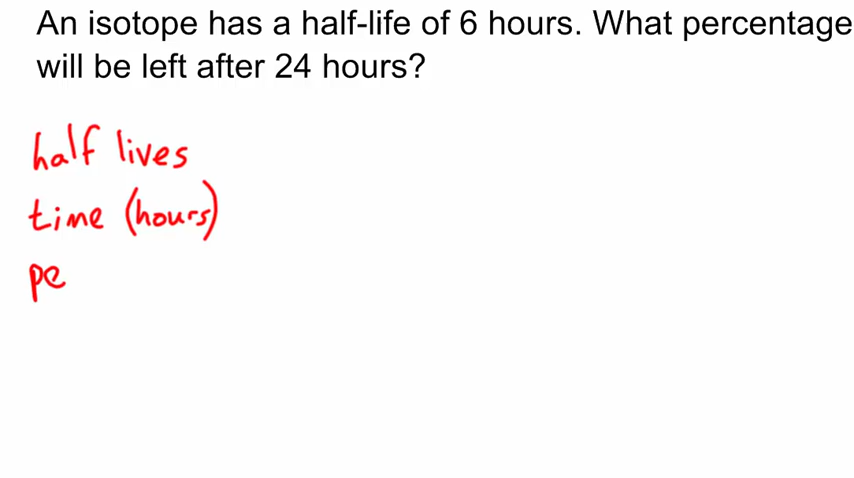 An isotope has a half-life of 6 hours. What percentage
will be left after 24 hours?
half lives
time (hours)
pe